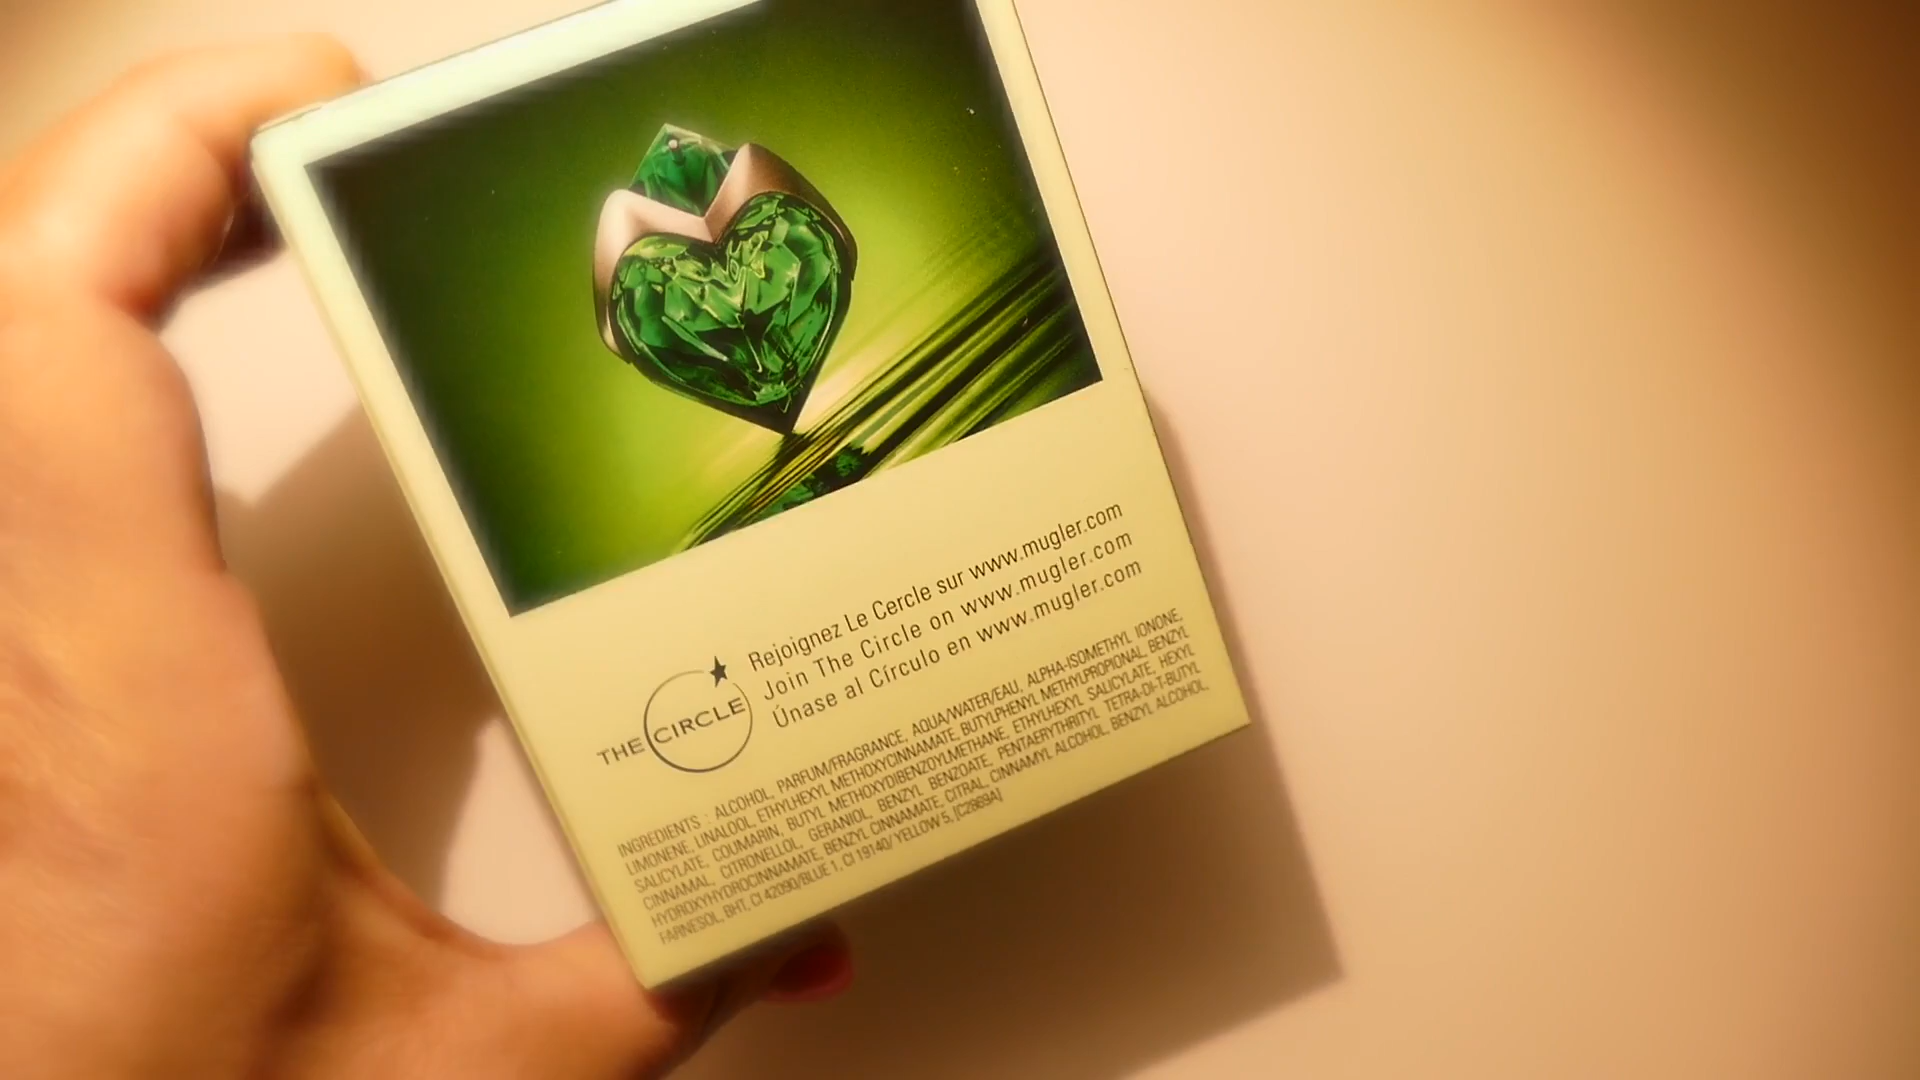 Rejoignez Le Cercle sur www.mugler.com
Join The Circle on www.mugler.com
Únase al Círculo en www.mugler.com
THE CIRCLE
INGREDIENTS : ALCOHOL, PARFUM/FRAGRANCE, AQUA/WATER/EAU, ALPHA-ISOMETHYL IONONE,
LIMONENE, LINALOOL, ETHYLHEXYL METHOXYCINNAMATE, BUTYLPHENYL METHYLPROPIONAL, BENZYL
SALICYLATE, COUMARIN, BUTYL METHOXYDIBENZOYLMETHANE, ETHYLHEXYL SALICYLATE, HEXYL
CINNAMAL, CITRONELLOL, GERANIOL, BENZYL BENZOATE, PENTAERYTHRITYL TETRA-DI-T-BUTYL
HYDROXYHYDROCINNAMATE, BENZYL CINNAMATE, CITRAL, CINNAMYL ALCOHOL, BENZYL ALCOHOL,
FARNESOL, BHT, CI 42090/BLUE 1, CI 19140/ YELLOW 5, [C2869A]